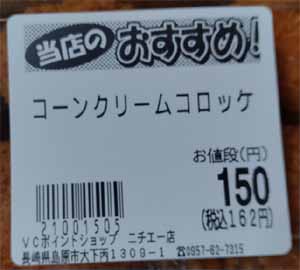 当店の おすすめ!
コーンクリームコロッケ
お値段(円)
150
(税込162円)
21001505
VCポイントショップ ニチエー店
長崎県島原市大下丙1309-1 ☎0957-62-7315